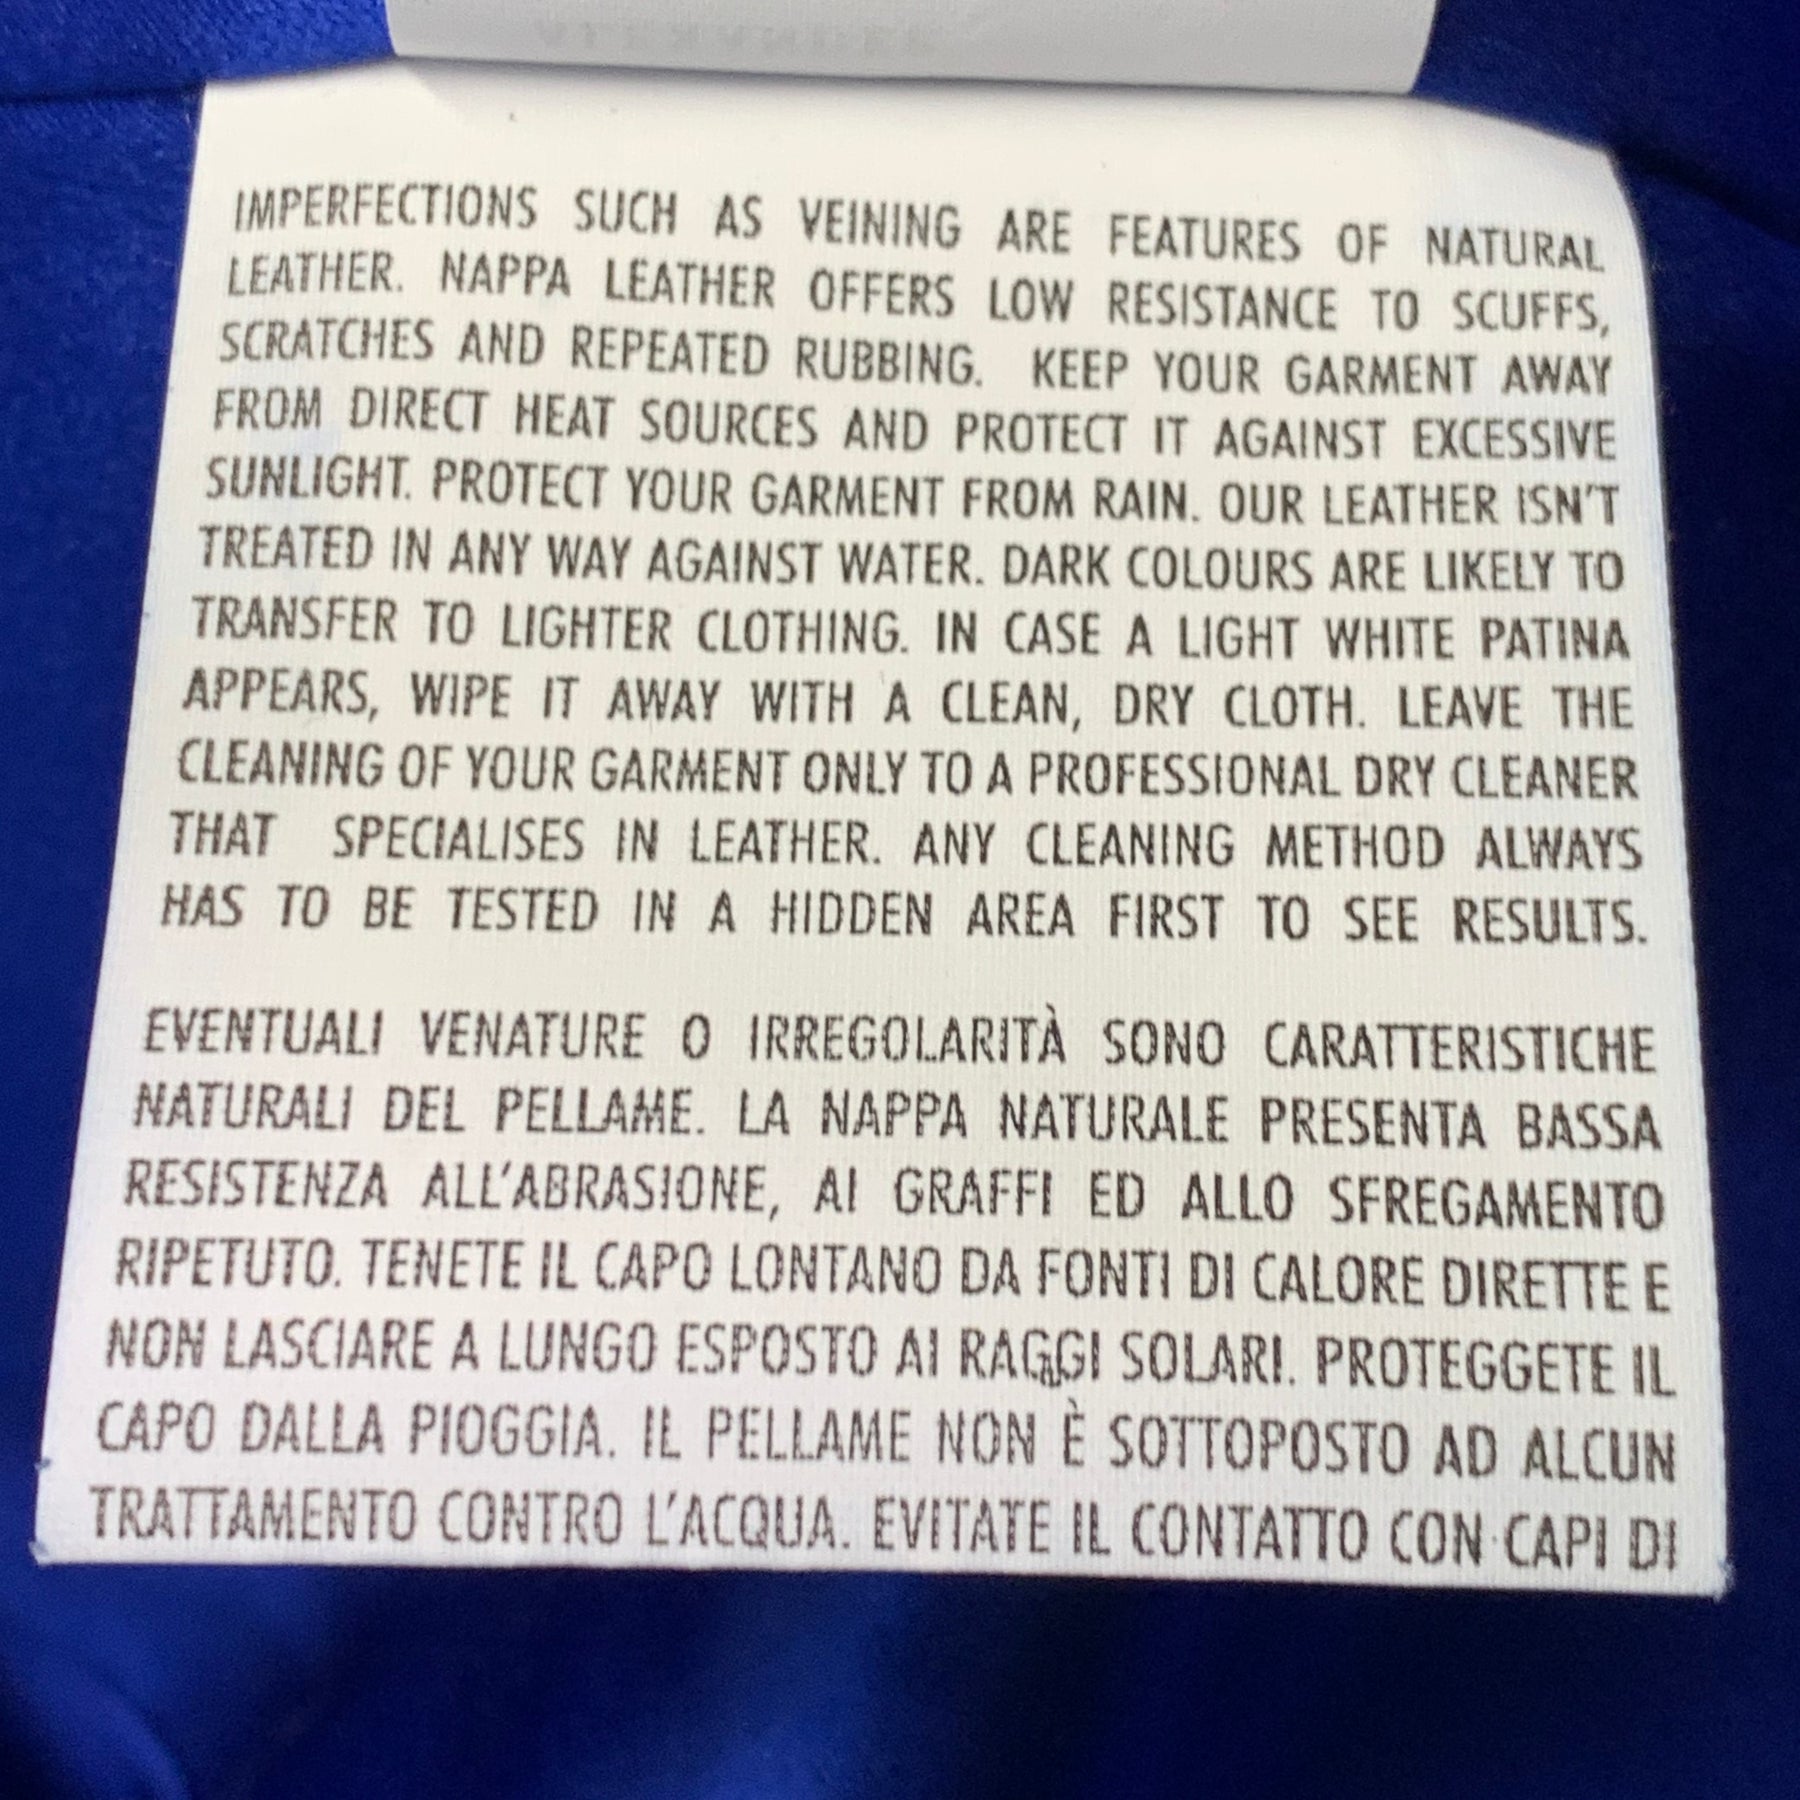 IMPERFECTIONS SUCH AS VEINING ARE FEATURES OF NATURAL
LEATHER. NAPPA LEATHER OFFERS LOW RESISTANCE TO SCUFFS,
SCRATCHES AND REPEATED RUBBING. KEEP YOUR GARMENT AWAY
FROM DIRECT HEAT SOURCES AND PROTECT IT AGAINST EXCESSIVE
SUNLIGHT. PROTECT YOUR GARMENT FROM RAIN. OUR LEATHER ISN'T
TREATED IN ANY WAY AGAINST WATER. DARK COLOURS ARE LIKELY TO
TRANSFER TO LIGHTER CLOTHING. IN CASE A LIGHT WHITE PATINA
APPEARS, WIPE IT AWAY WITH A CLEAN, DRY CLOTH. LEAVE THE
CLEANING OF YOUR GARMENT ONLY TO A PROFESSIONAL DRY CLEANER
THAT SPECIALISES IN LEATHER. ANY CLEANING METHOD ALWAYS
HAS TO BE TESTED IN A HIDDEN AREA FIRST TO SEE RESULTS.
EVENTUALI VENATURE O IRREGOLARITÀ SONO CARATTERISTICHE
NATURALI DEL PELLAME. LA NAPPA NATURALE PRESENTA BASSA
RESISTENZA ALL'ABRASIONE, AI GRAFFI ED ALLO SFREGAMENTO
RIPETUTO. TENETE IL CAPO LONTANO DA FONTI DI CALORE DIRETTE E
NON LASCIARE A LUNGO ESPOSTO AI RAGGI SOLARI. PROTEGGETE IL
CAPO DALLA PIOGGIA. IL PELLAME NON È SOTTOPOSTO AD ALCUN
TRATTAMENTO CONTRO L'ACQUA. EVITATE IL CONTATTO CON CAPI DI